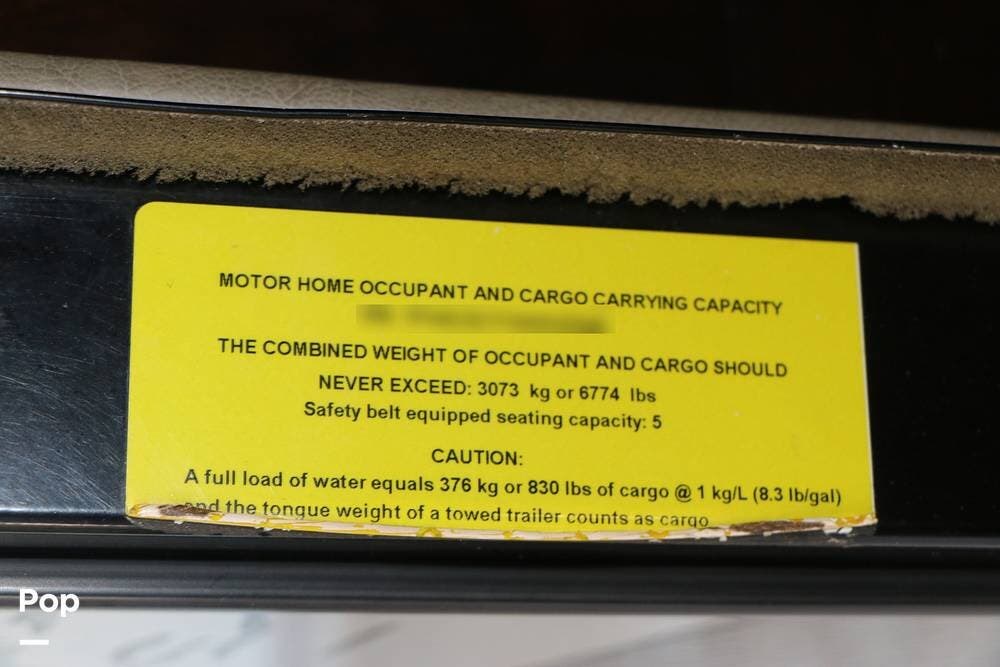 MOTOR HOME OCCUPANT AND CARGO CARRYING CAPACITY
THE COMBINED WEIGHT OF OCCUPANT AND CARGO SHOULD
NEVER EXCEED: 3073 kg or 6774 lbs
Safety belt equipped seating capacity: 5
CAUTION:
A full load of water equals 376 kg or 830 lbs of cargo @ 1 kg/L (8.3 lb/gal)
and the tongue weight of a towed trailer counts as cargo
Pop